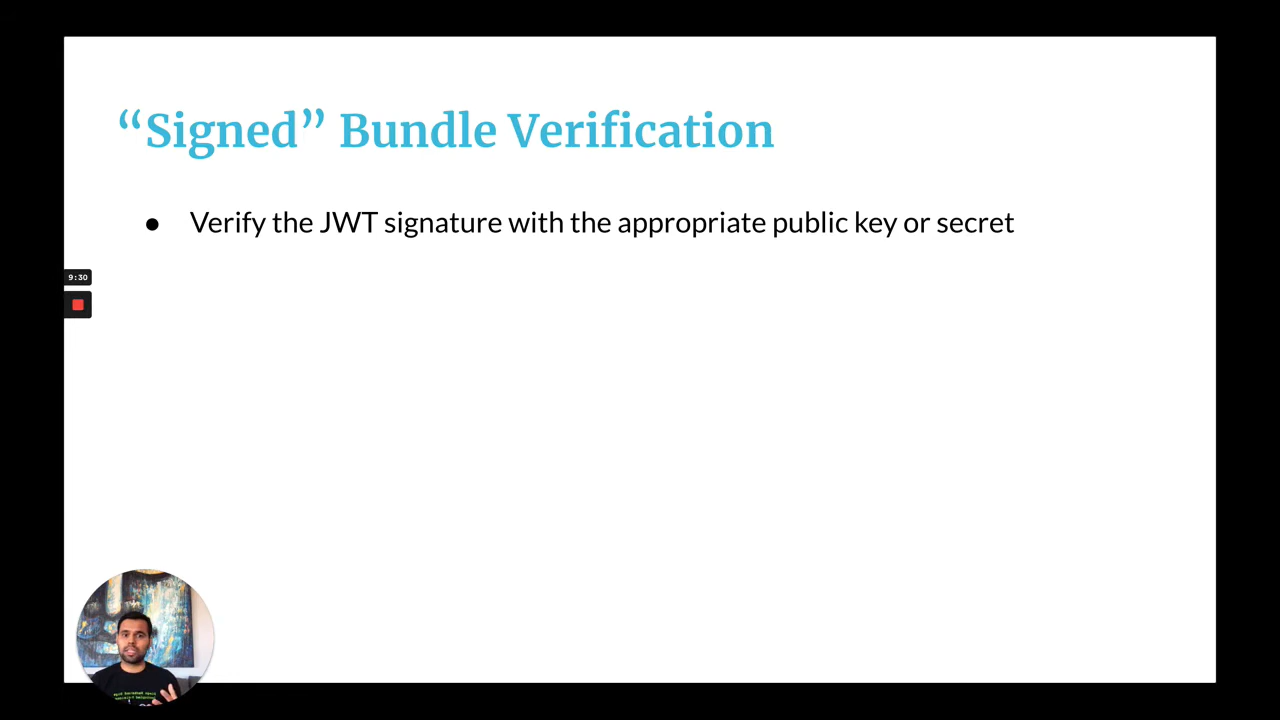 “Signed” Bundle Verification
● Verify the JWT signature with the appropriate public key or secret
9:30